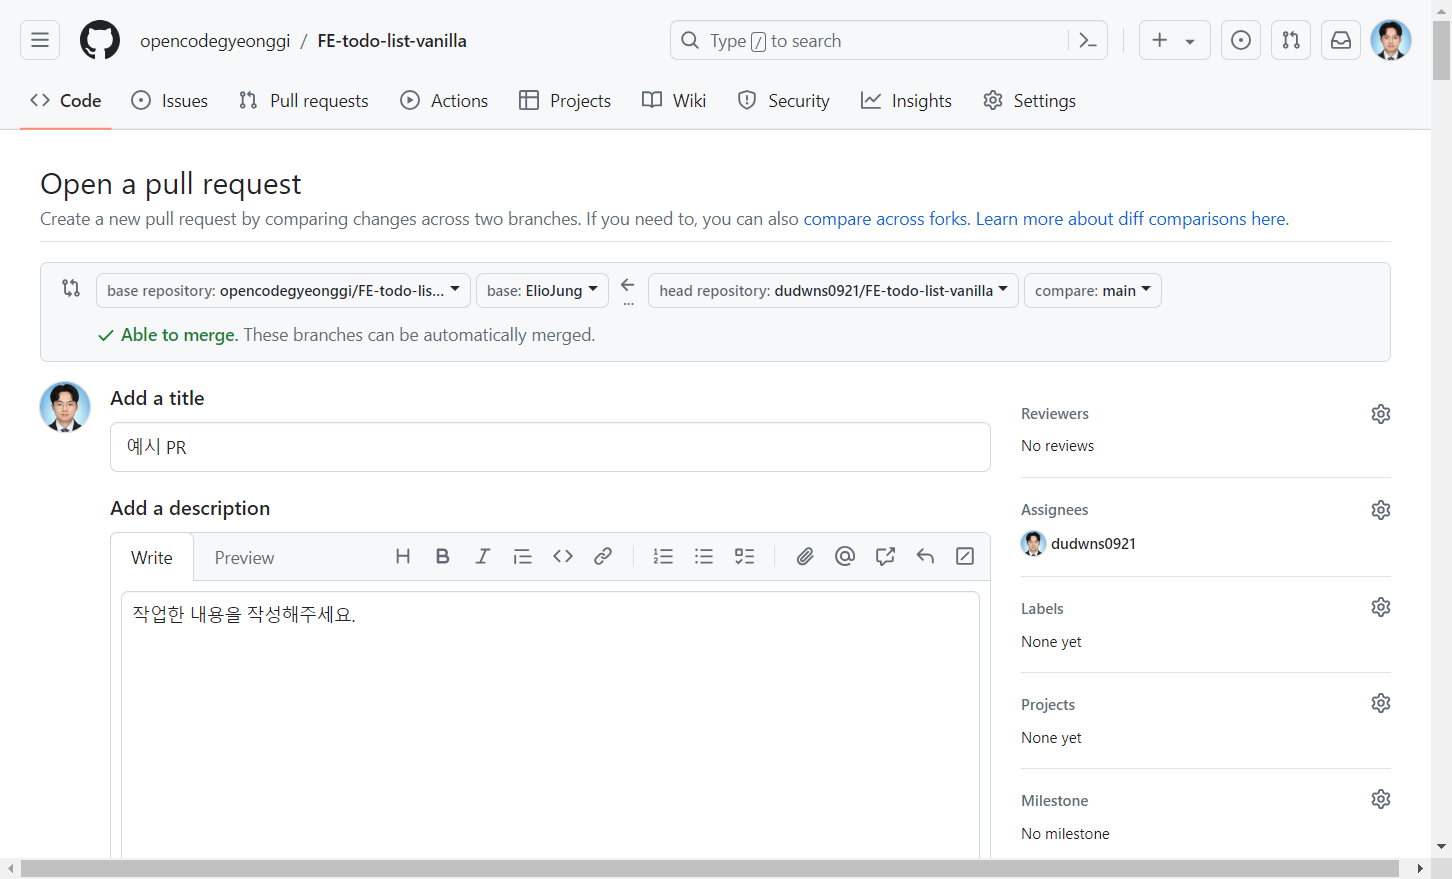 opencodegyeonggi / FE-todo-list-vanilla
Type / to search
Code Issues Pull requests Actions Projects Wiki Security Insights Settings
Open a pull request
Create a new pull request by comparing changes across two branches. If you need to, you can also compare across forks. Learn more about diff comparisons here.
base repository: opencodegyeonggi/FE-todo-lis... base: ElioJung ... head repository: dudwns0921/FE-todo-list-vanilla compare: main
Able to merge. These branches can be automatically merged.
Add a title
예시 PR
Add a description
Write Preview
작업한 내용을 작성해주세요.
Reviewers
No reviews
Assignees
dudwns0921
Labels
None yet
Projects
None yet
Milestone
No milestone